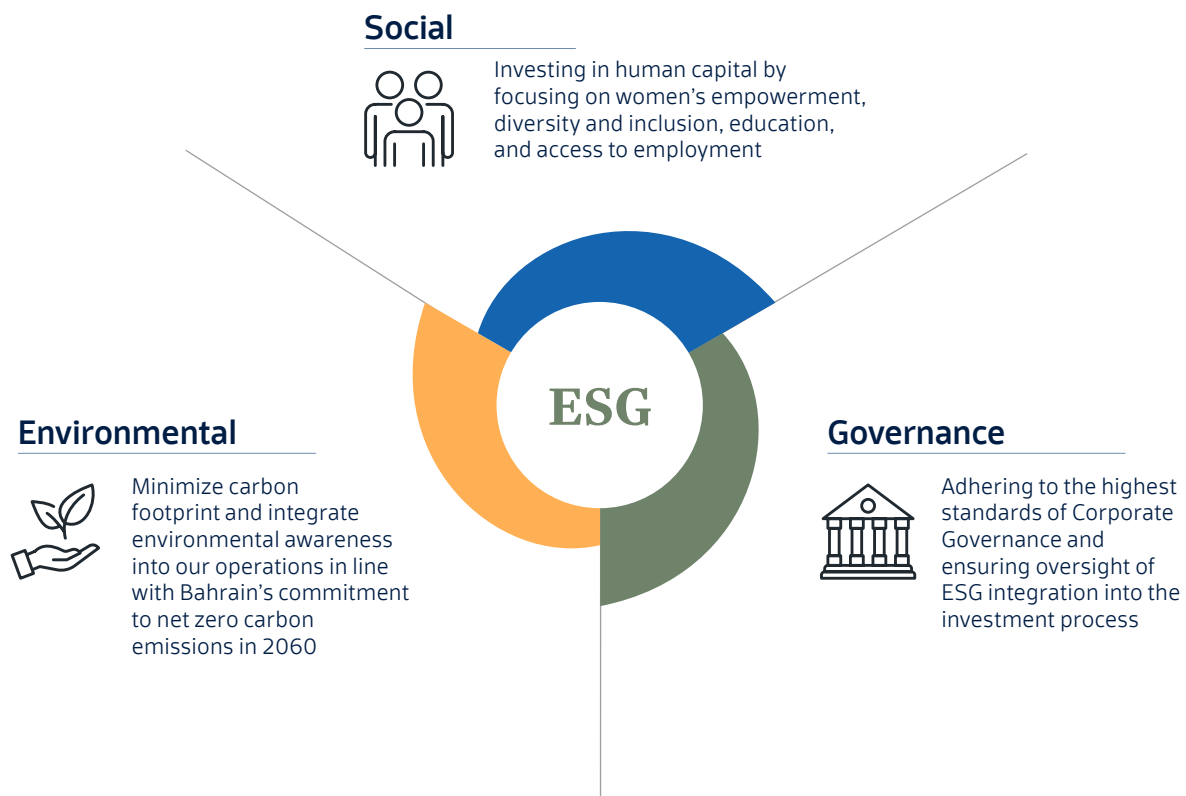 Social
Investing in human capital by
focusing on women’s empowerment,
diversity and inclusion, education,
and access to employment
ESG
Environmental
Minimize carbon
footprint and integrate
environmental awareness
into our operations in line
with Bahrain’s commitment
to net zero carbon
emissions in 2060
Governance
Adhering to the highest
standards of Corporate
Governance and
ensuring oversight of
ESG integration into the
investment process